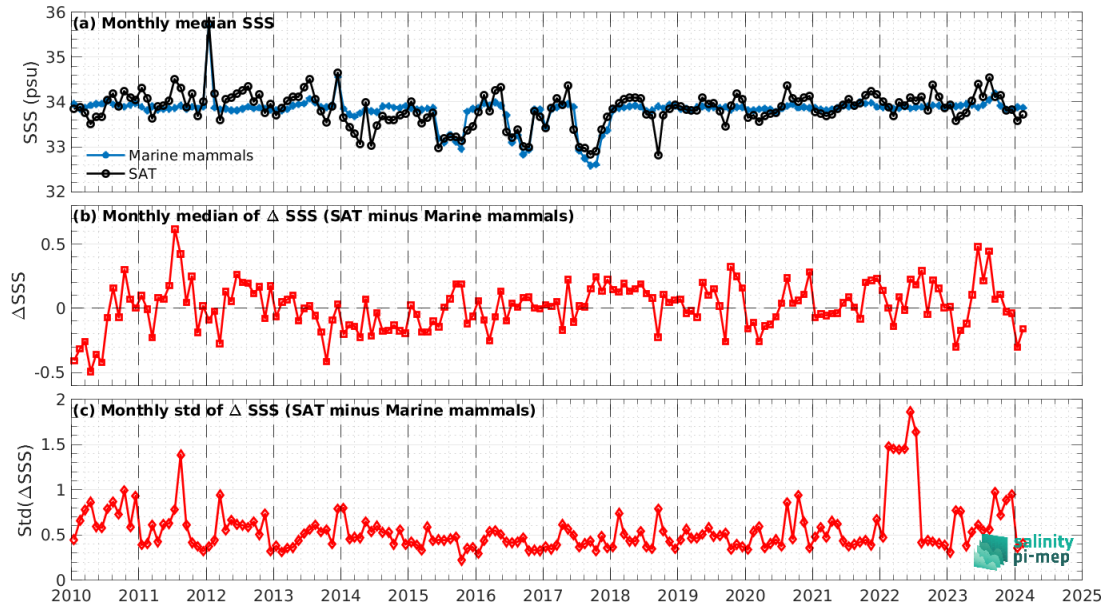 (a) Monthly median SSS
36
35
34
33
32
SSS (psu)
Marine mammals
SAT
(b) Monthly median of Δ SSS (SAT minus Marine mammals)
0.5
0
-0.5
ΔSSS
(c) Monthly std of Δ SSS (SAT minus Marine mammals)
2
1.5
1
0.5
0
Std(ΔSSS)
salinity
pi-mep
2010 2011 2012 2013 2014 2015 2016 2017 2018 2019 2020 2021 2022 2023 2024 2025